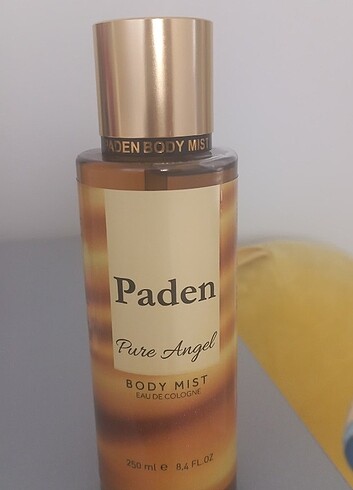 PADEN BODY MIST
Paden
Pure Angel
BODY MIST
EAU DE COLOGNE
250 ml e 8,4 FL.OZ